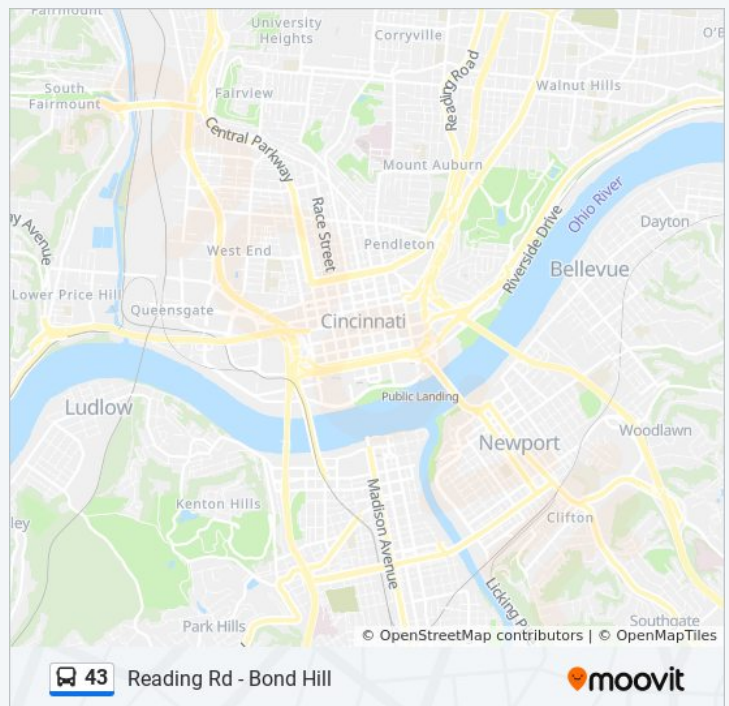 Fairmount
University
Heights
Corryville
O'B
South
Fairmount
Fairview
Reading Road
Walnut Hills
Central Parkway
Mount Auburn
Race Street
Ohio River
Dayton
ay Avenue
West End
Pendleton
Riverside Drive
Bellevue
Lower Price Hill
Queensgate
Cincinnati
Public Landing
Ludlow
Newport
Woodlawn
Kenton Hills
Madison Avenue
Clifton
ley
Licking R
Park Hills
Southgate
© OpenStreetMap contributors | © OpenMapTiles
43 Reading Rd - Bond Hill
moovit